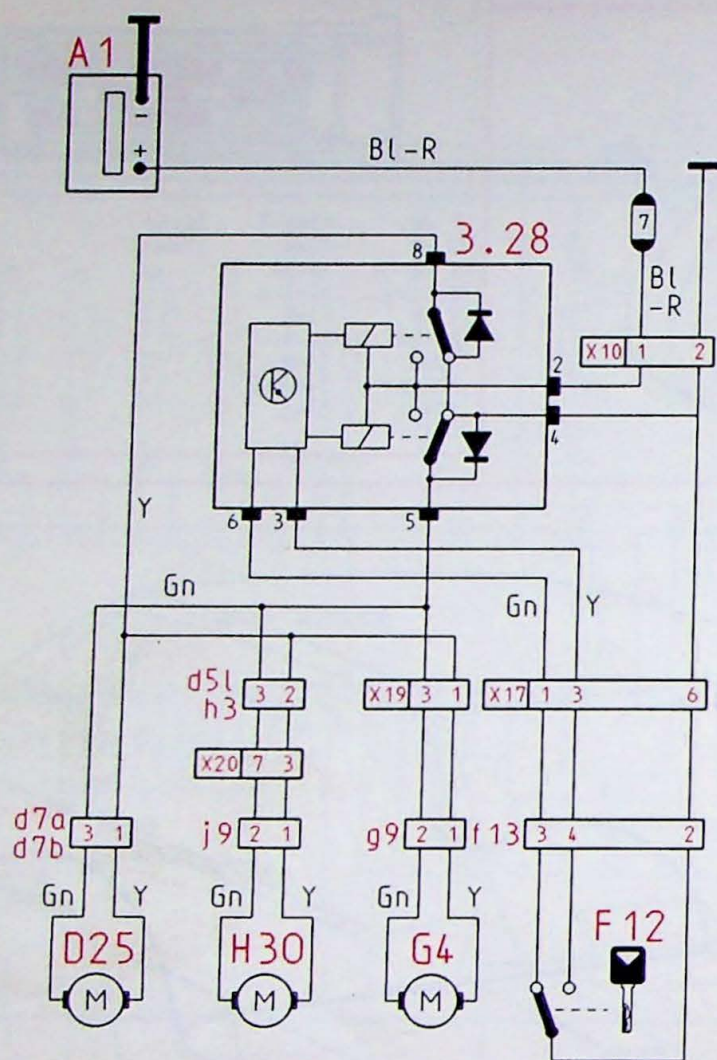 A1
-
+
Bl-R
7
8
3.28
Bl
-R
X10 1 2
2
4
6 3 5
Y
Gn
Gn
Y
d5l
h3
3 2
X19 3 1
X17 1 3 6
X20 7 3
d7a
d7b
3 1
j9
2 1
g9
2 1
f13
3 4 2
Gn Y
Gn Y
Gn Y
D25
H30
G4
F12
M
M
M